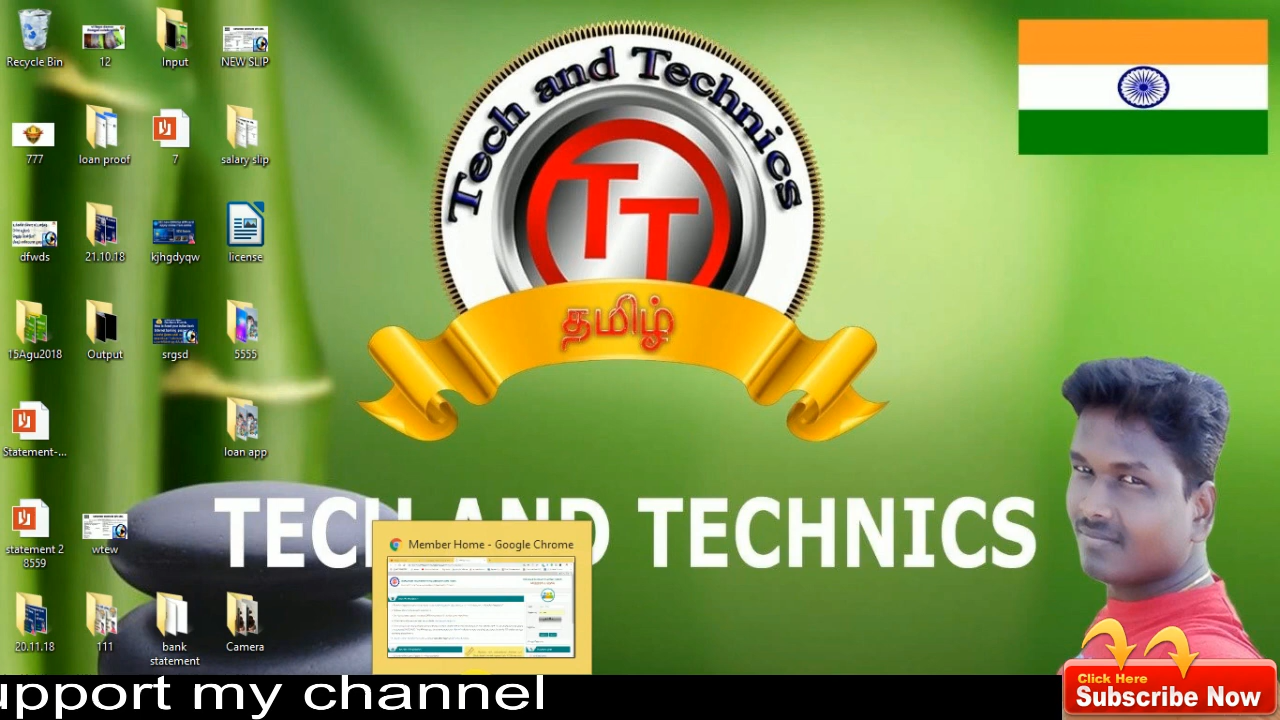 Recycle Bin
12
Input
NEW SLIP
777
loan proof
7
salary slip
dfwds
21.10.18
kjhgdyqw
license
15Agu2018
Output
srgsd
5555
Statement-...
loan app
statement 2
8559
wtew
20.11.18
11
bank
statement
Camera
Tech and Technics
TT
தமிழ்
TECH AND TECHNICS
Member Home - Google Chrome
upport my channel
Click Here
Subscribe Now